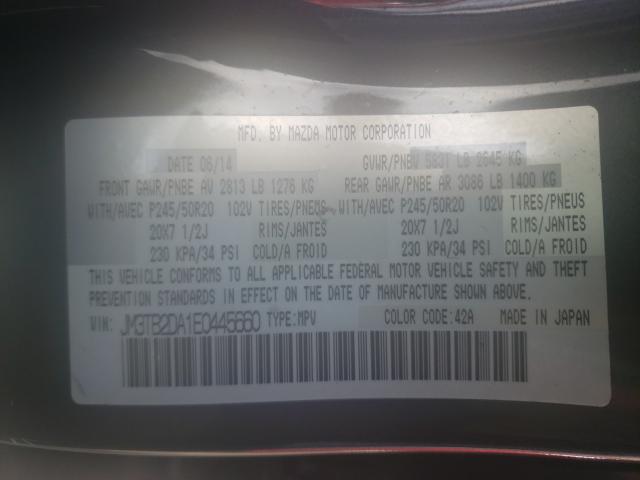 MFD. BY MAZDA MOTOR CORPORATION
DATE 06/14 GVWR/PNBV 5831 LB 2645 KG
FRONT GAWR/PNBE AV 2813 LB 1276 KG REAR GAWR/PNBE AR 3086 LB 1400 KG
WITH/AVEC P245/50R20 102V TIRES/PNEUS WITH/AVEC P245/50R20 102V TIRES/PNEUS
20X7 1/2J RIMS/JANTES 20X7 1/2J RIMS/JANTES
230 KPA/34 PSI COLD/A FROID 230 KPA/34 PSI COLD/A FROID
THIS VEHICLE CONFORMS TO ALL APPLICABLE FEDERAL MOTOR VEHICLE SAFETY AND THEFT
PREVENTION STANDARDS IN EFFECT ON THE DATE OF MANUFACTURE SHOWN ABOVE.
VIN: JM3TB2DA1E0445660 TYPE:MPV COLOR CODE:42A MADE IN JAPAN